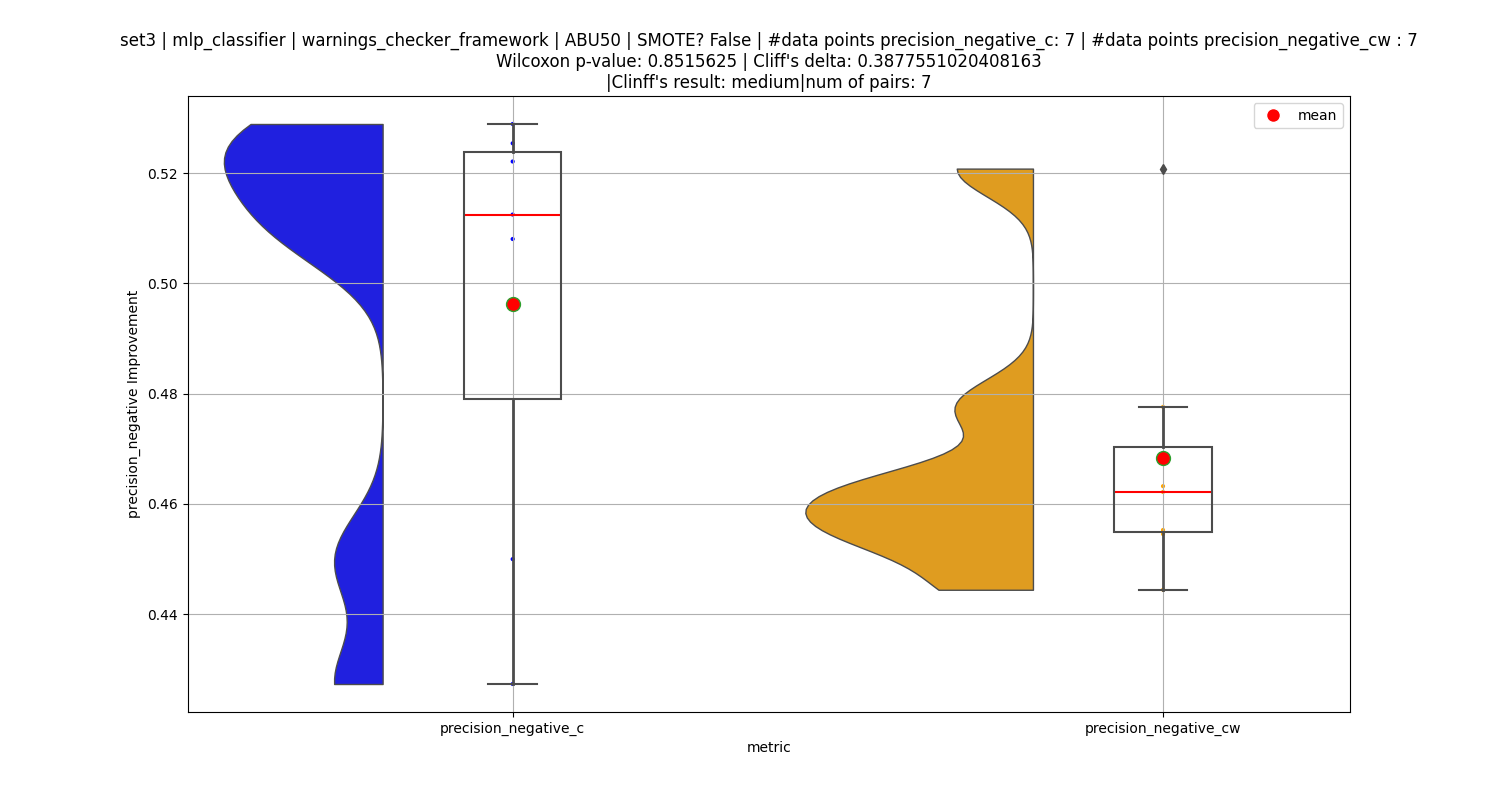 set3 | mlp_classifier | warnings_checker_framework | ABU50 | SMOTE? False | #data points precision_negative_c: 7 | #data points precision_negative_cw : 7
Wilcoxon p-value: 0.8515625 | Cliff's delta: 0.3877551020408163
|Clinff's result: medium|num of pairs: 7
mean
precision_negative Improvement
0.52
0.50
0.48
0.46
0.44
precision_negative_c
precision_negative_cw
metric